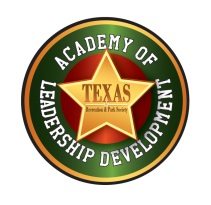 ACADEMY OF
LEADERSHIP DEVELOPMENT
TEXAS
Recreation & Park Society